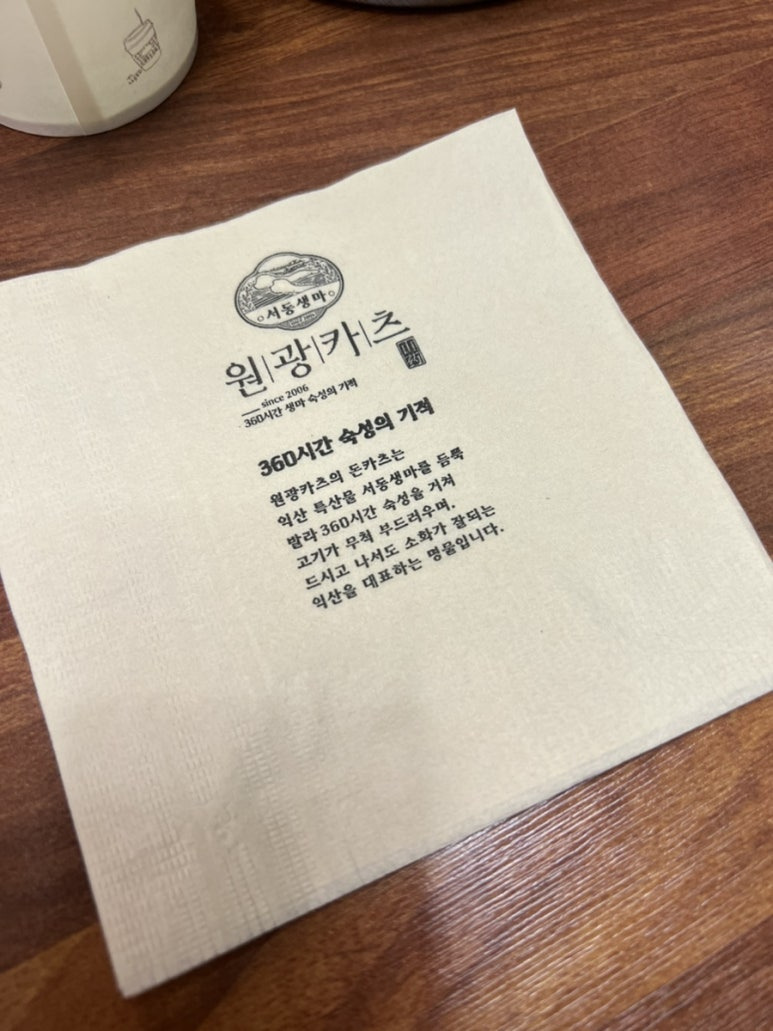 서동생마
원광카츠
山药
since 2006
360시간 생마 숙성의 기적
360시간 숙성의 기적
원광카츠의 돈카츠는
익산 특산물 서동생마를 듬뿍
발라 360시간 숙성을 거쳐
고기가 무척 부드러우며,
드시고 나서도 소화가 잘되는
익산을 대표하는 명물입니다.